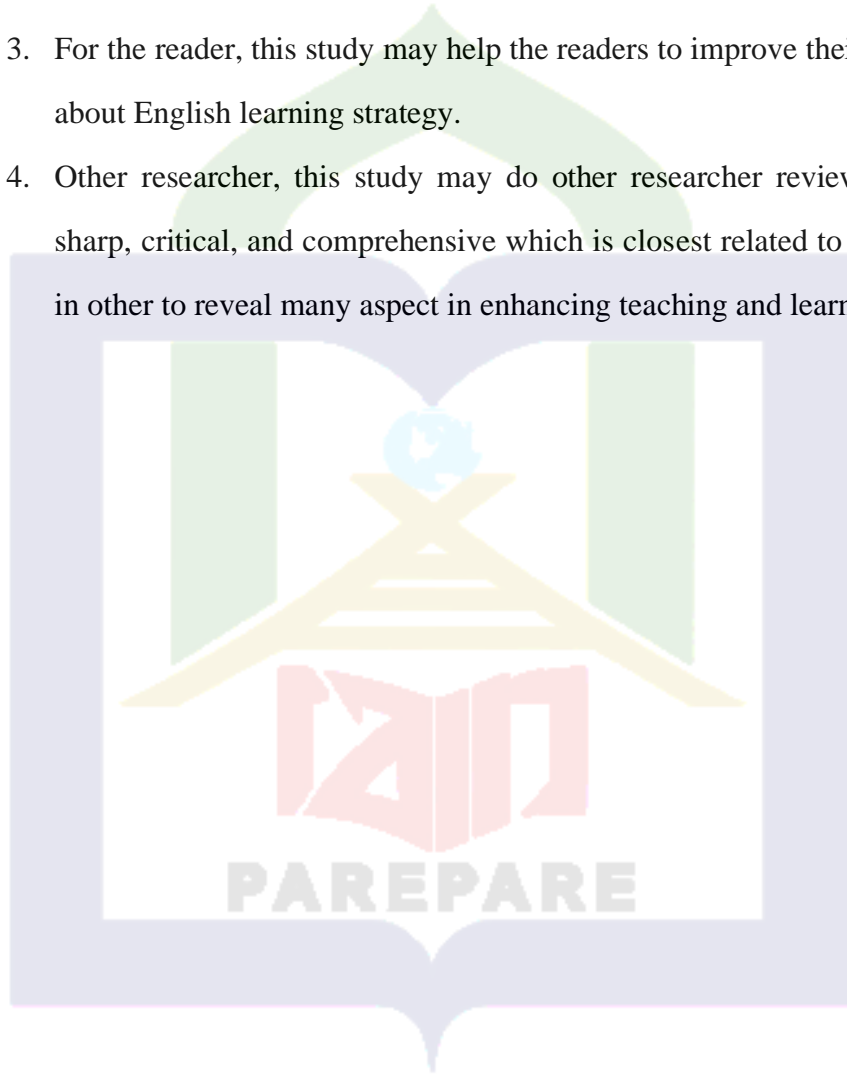 3. For the reader, this study may help the readers to improve thei
about English learning strategy.
4. Other researcher, this study may do other researcher review
sharp, critical, and comprehensive which is closest related to
in other to reveal many aspect in enhancing teaching and learn
iain
PAREPARE